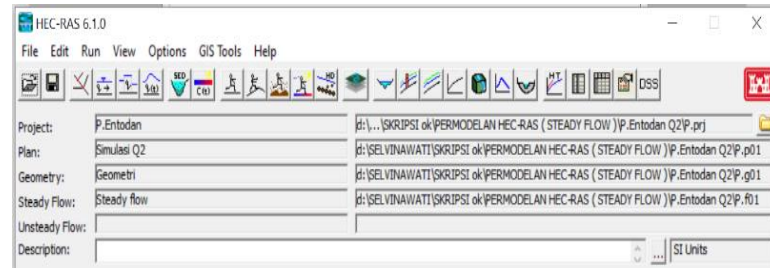 HEC-RAS 6.1.0
File Edit Run View Options GIS Tools Help
SED C(t) HD HT DSS
Project: P.Entodan d:\...\SKRIPSI ok\PERMODELAN HEC-RAS ( STEADY FLOW )\P.Entodan Q2\P.prj
Plan: Simulasi Q2 d:\SELVINAWATI\SKRIPSI ok\PERMODELAN HEC-RAS ( STEADY FLOW )\P.Entodan Q2\P.p01
Geometry: Geometri d:\SELVINAWATI\SKRIPSI ok\PERMODELAN HEC-RAS ( STEADY FLOW )\P.Entodan Q2\P.g01
Steady Flow: Steady flow d:\SELVINAWATI\SKRIPSI ok\PERMODELAN HEC-RAS ( STEADY FLOW )\P.Entodan Q2\P.f01
Unsteady Flow:
Description: ... SI Units